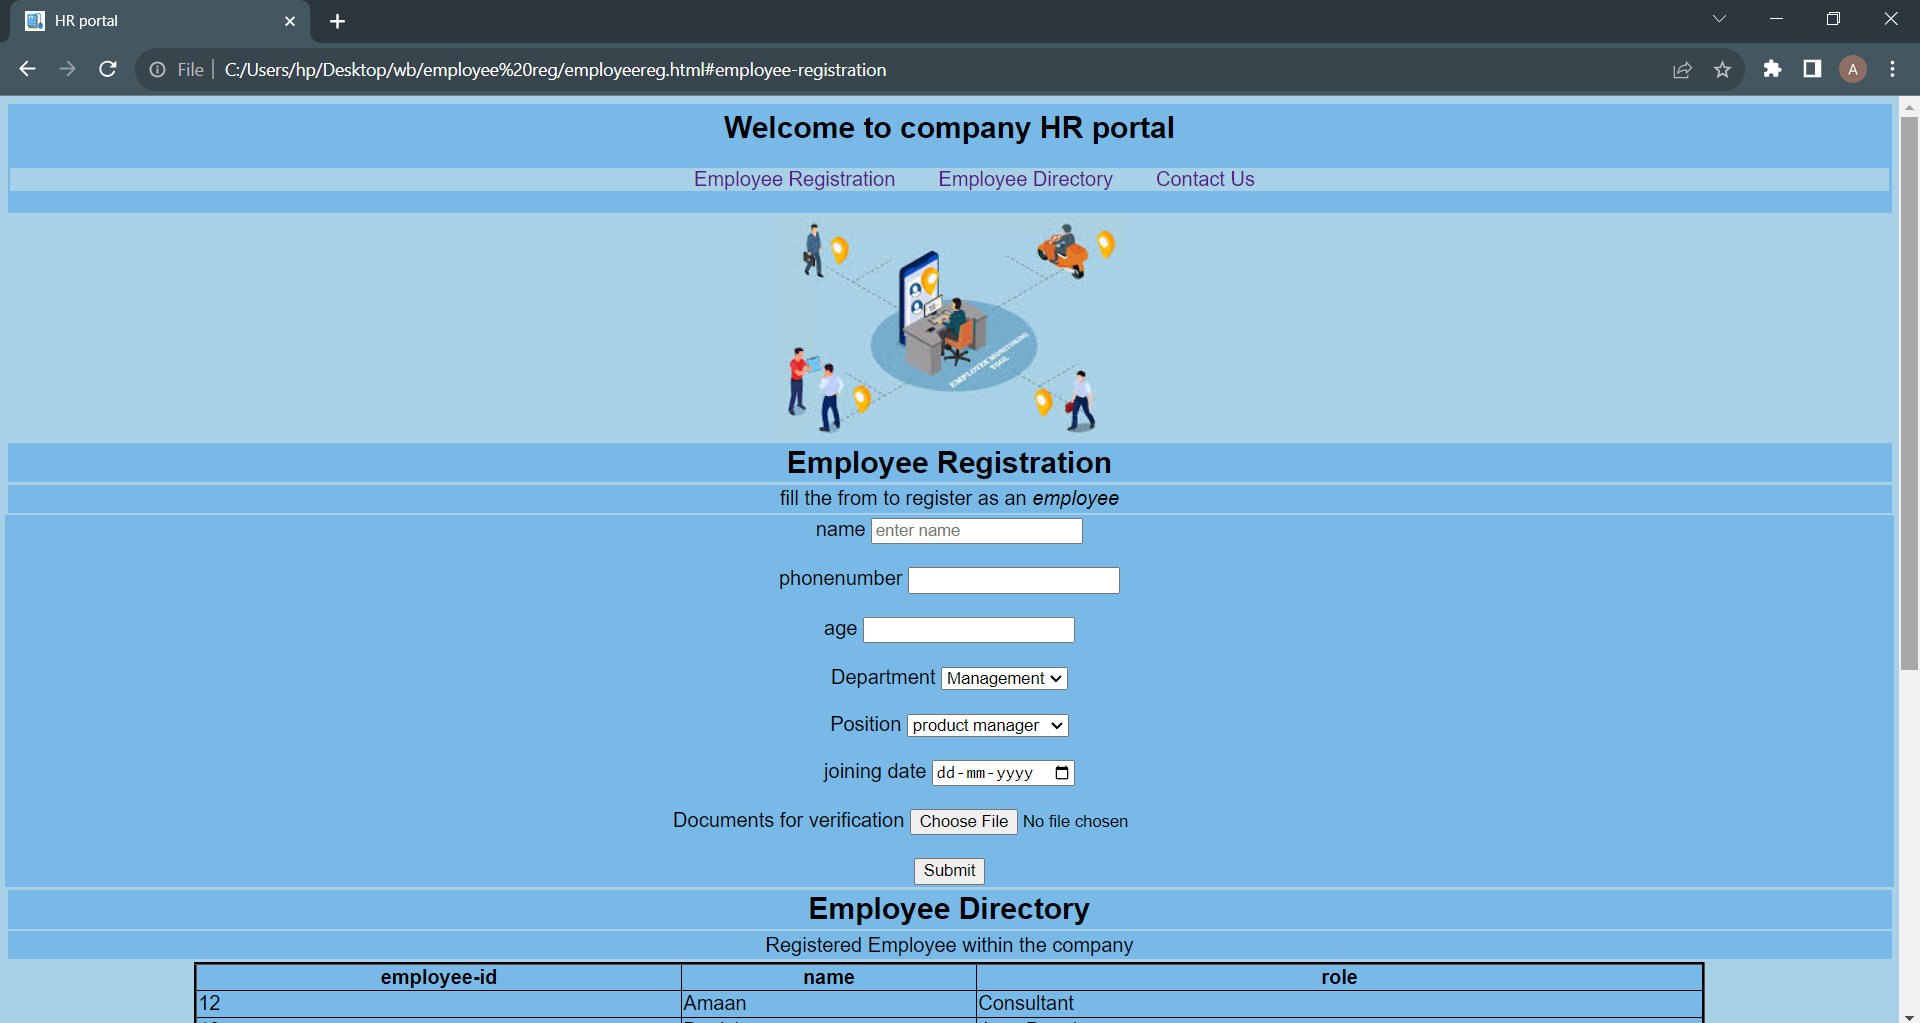 HR portal
File C:/Users/hp/Desktop/wb/employee%20reg/employeereg.html#employee-registration
A
Welcome to company HR portal
Employee Registration Employee Directory Contact Us
EMPLOYEE MONITORING
TOOL
Employee Registration
fill the from to register as an employee
name enter name
phonenumber
age
Department Management
Position product manager
joining date dd-mm-yyyy
Documents for verification Choose File No file chosen
Submit
Employee Directory
Registered Employee within the company
employee-id name role
12 Amaan Consultant